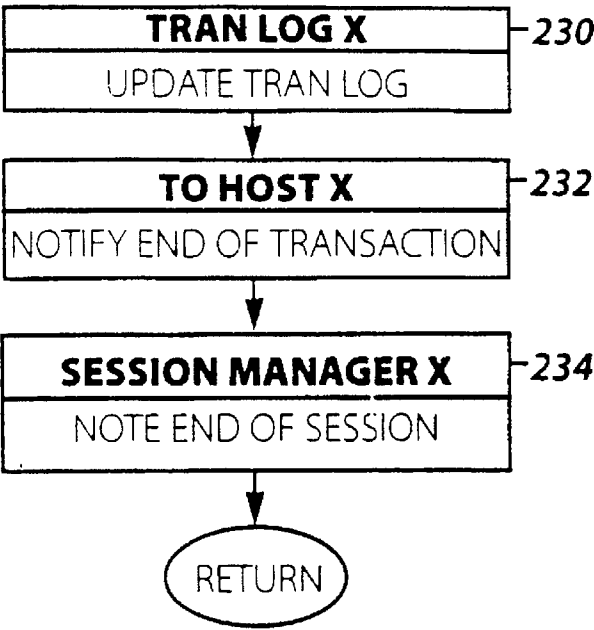 TRAN LOG X
230
UPDATE TRAN LOG
TO HOST X
232
NOTIFY END OF TRANSACTION
SESSION MANAGER X
234
NOTE END OF SESSION
RETURN